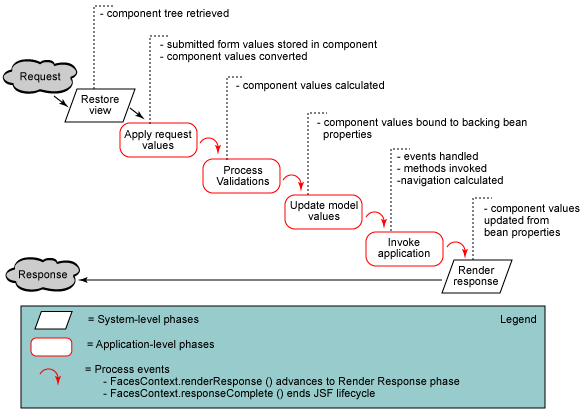 - component tree retrieved
- submitted form values stored in component
- component values converted
Request
Restore
view
- component values calculated
Apply request
values
- component values bound to backing bean
properties
Process
Validations
- events handled
- methods invoked
-navigation calculated
Update model
values
- component values
updated from
bean properties
Invoke
application
Response
Render
response
= System-level phases
Legend
= Application-level phases
= Process events
- FacesContext.renderResponse () advances to Render Response phase
- FacesContext.responseComplete () ends JSF lifecycle